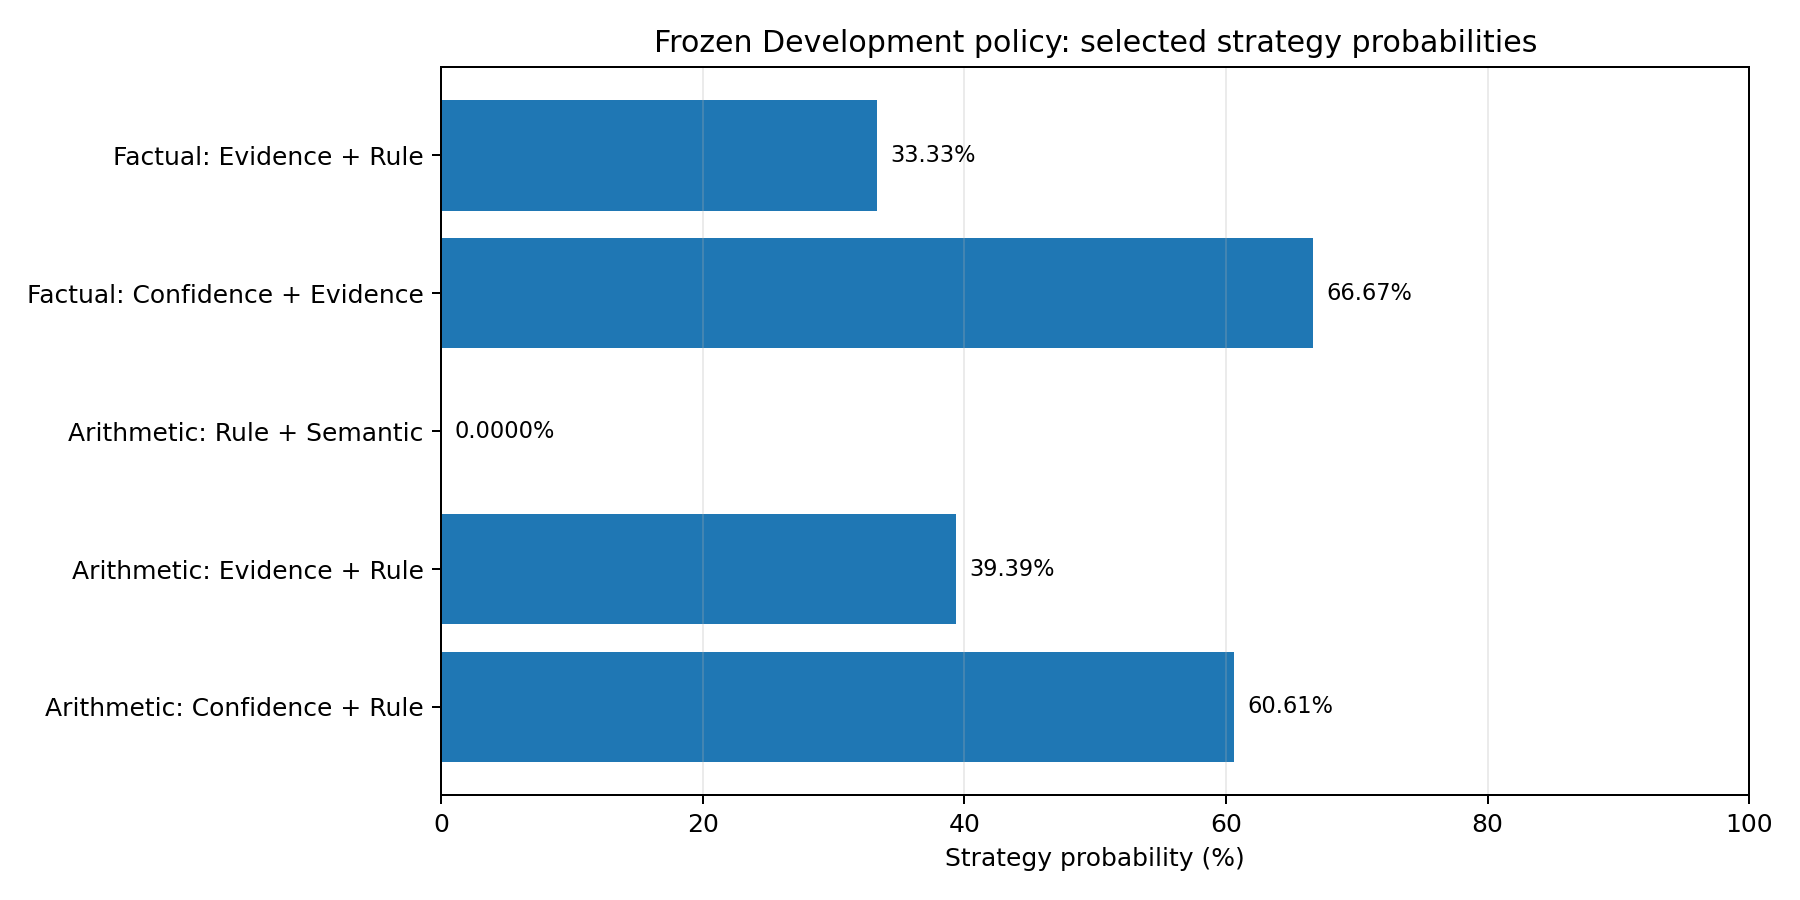 Frozen Development policy: selected strategy probabilities
Factual: Evidence + Rule
33.33%
Factual: Confidence + Evidence
66.67%
Arithmetic: Rule + Semantic
0.0000%
Arithmetic: Evidence + Rule
39.39%
Arithmetic: Confidence + Rule
60.61%
0 20 40 60 80 100
Strategy probability (%)